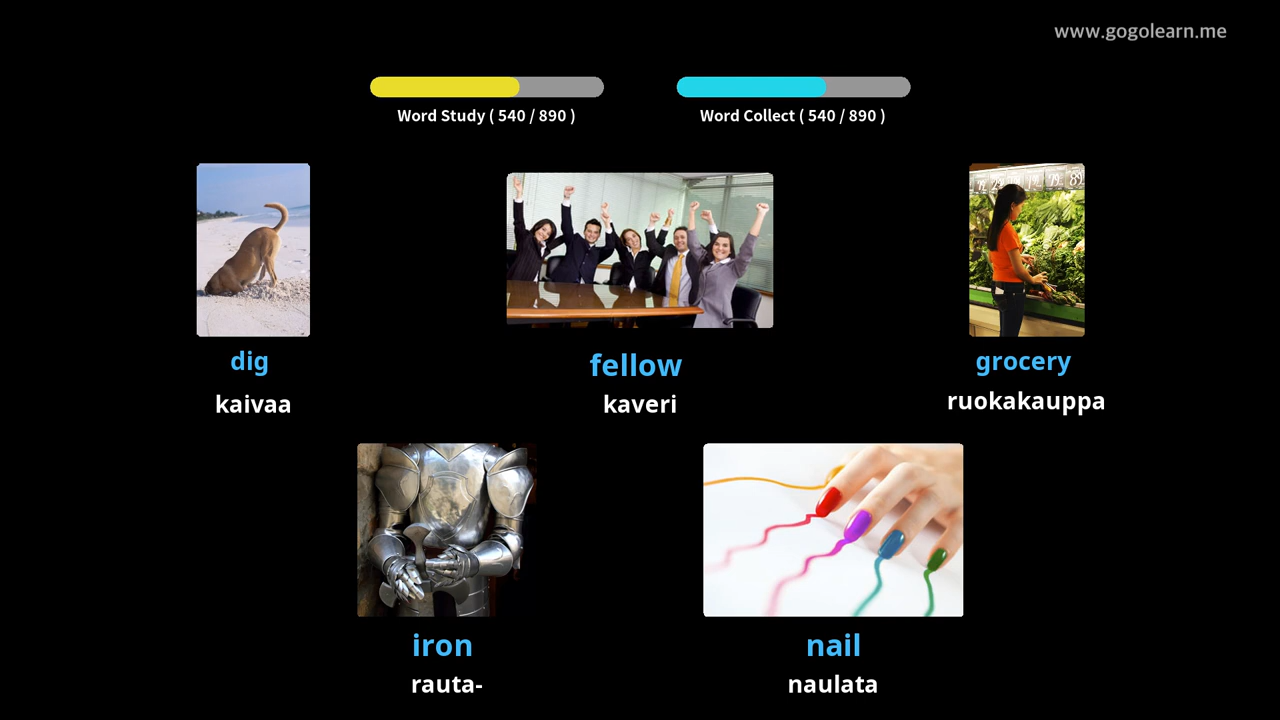 www.gogolearn.me
Word Study ( 540 / 890 )
Word Collect ( 540 / 890 )
dig
kaivaa
fellow
kaveri
grocery
ruokakauppa
iron
rauta-
nail
naulata